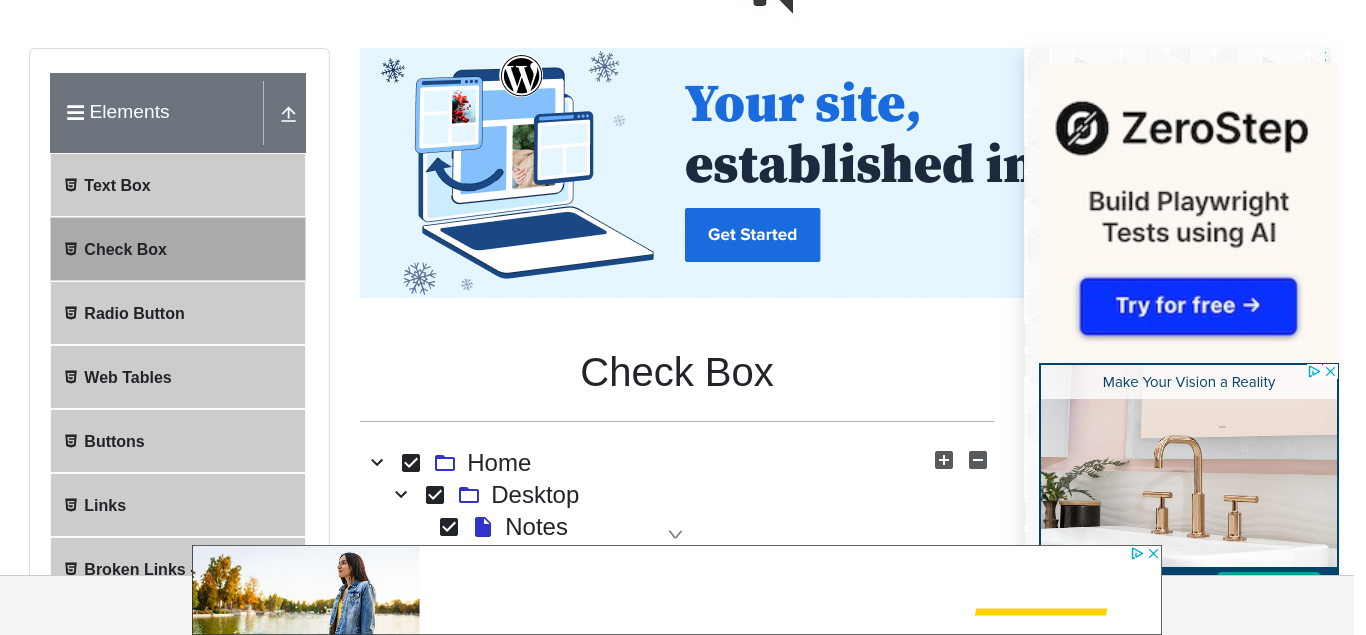 Elements
Text Box
Check Box
Radio Button
Web Tables
Buttons
Links
Broken Links -
Your site,
established in
Get Started
Check Box
Home
Desktop
Notes
ZeroStep
Build Playwright
Tests using AI
Try for free →
Make Your Vision a Reality